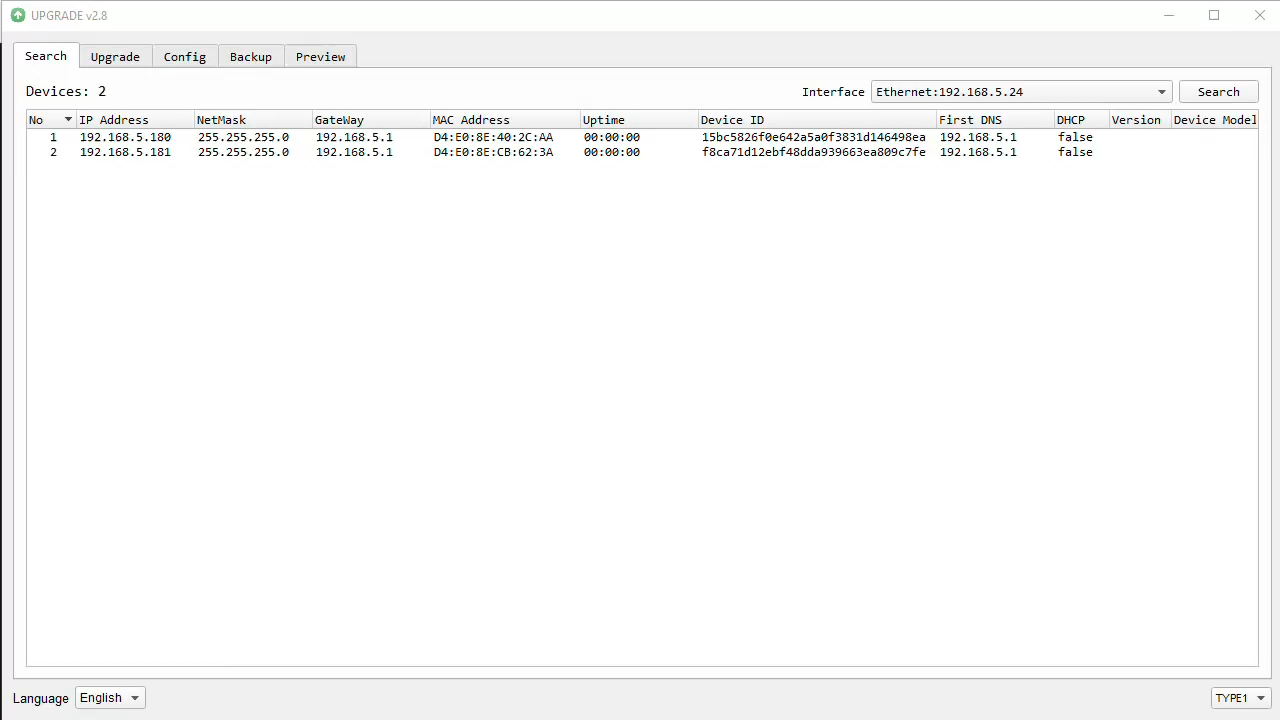 UPGRADE v2.8
Search Upgrade Config Backup Preview
Devices: 2 Interface Ethernet:192.168.5.24 Search
No IP Address NetMask GateWay MAC Address Uptime Device ID First DNS DHCP Version Device Model
1 192.168.5.180 255.255.255.0 192.168.5.1 D4:E0:8E:40:2C:AA 00:00:00 15bc5826f0e642a5a0f3831d146498ea 192.168.5.1 false
2 192.168.5.181 255.255.255.0 192.168.5.1 D4:E0:8E:CB:62:3A 00:00:00 f8ca71d12ebf48dda939663ea809c7fe 192.168.5.1 false
Language English TYPE1